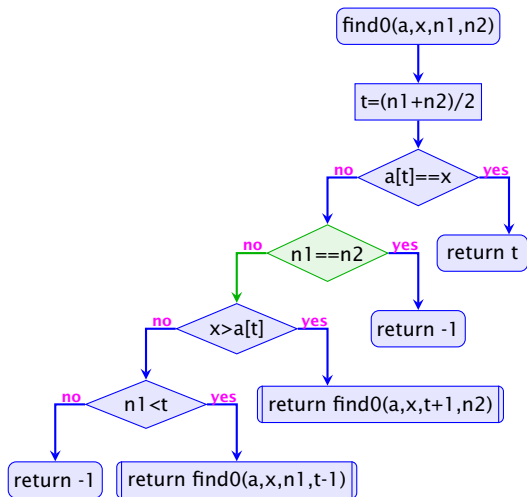 find0(a,x,n1,n2)
t=(n1+n2)/2
a[t]==x
no
yes
n1==n2
return t
no
yes
x>a[t]
return -1
no
yes
n1<t
return find0(a,x,t+1,n2)
no
yes
return -1
return find0(a,x,n1,t-1)